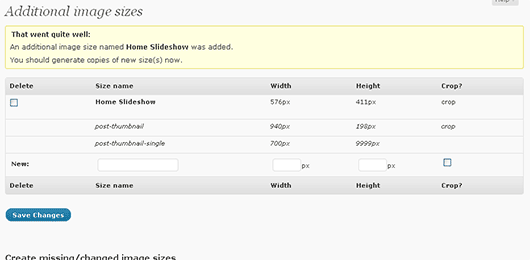 Help
Additional image sizes
That went quite well:
An additional image size named Home Slideshow was added.
You should generate copies of new size(s) now.
Delete Size name Width Height Crop?
Home Slideshow 576px 411px crop
post-thumbnail 940px 198px crop
post-thumbnail-single 700px 9999px
New: px px
Delete Size name Width Height Crop?
Save Changes
Create missing/changed image sizes